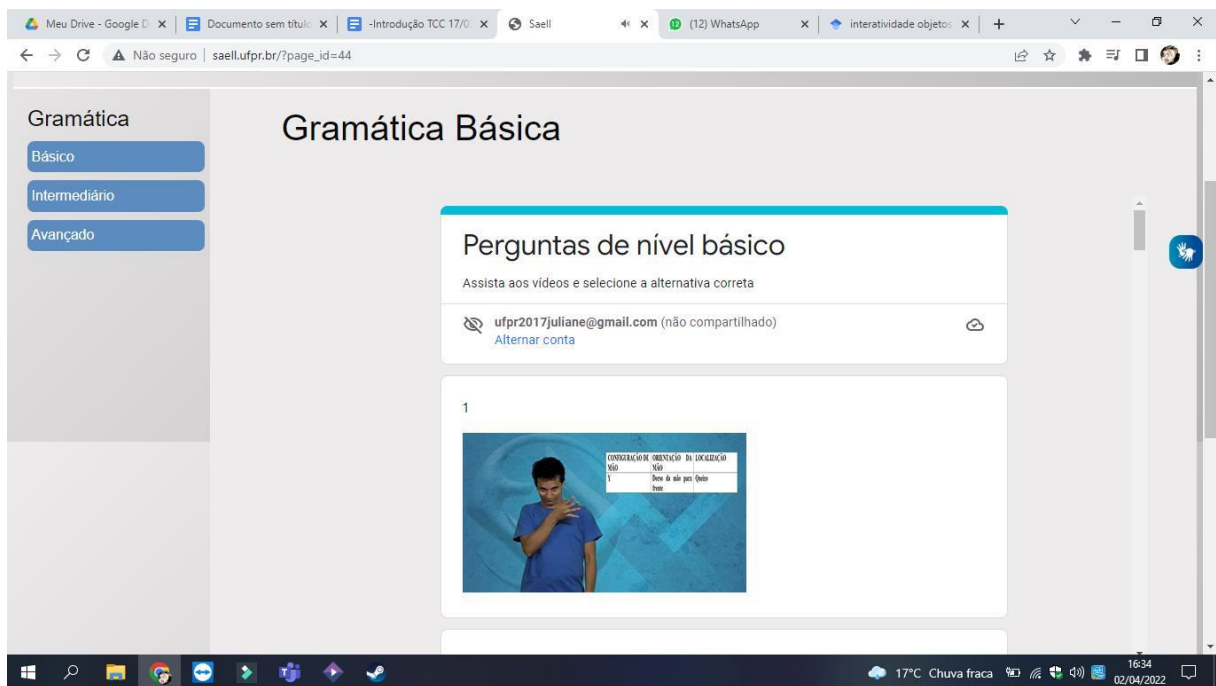 Meu Drive - Google D
Documento sem título
-Introdução TCC 17/0
Saell
(12) WhatsApp
interatividade objetos
Não seguro
saell.ufpr.br/?page_id=44
Gramática
Básico
Intermediário
Avançado
Gramática Básica
Perguntas de nível básico
Assista aos vídeos e selecione a alternativa correta
ufpr2017juliane@gmail.com (não compartilhado)
Alternar conta
1
CONFIGURAÇÃO DE MÃO
ORIENTAÇÃO DA MÃO
LOCALIZAÇÃO
Y
Dorso da mão para frente
Queixo
17°C Chuva fraca
16:34
02/04/2022